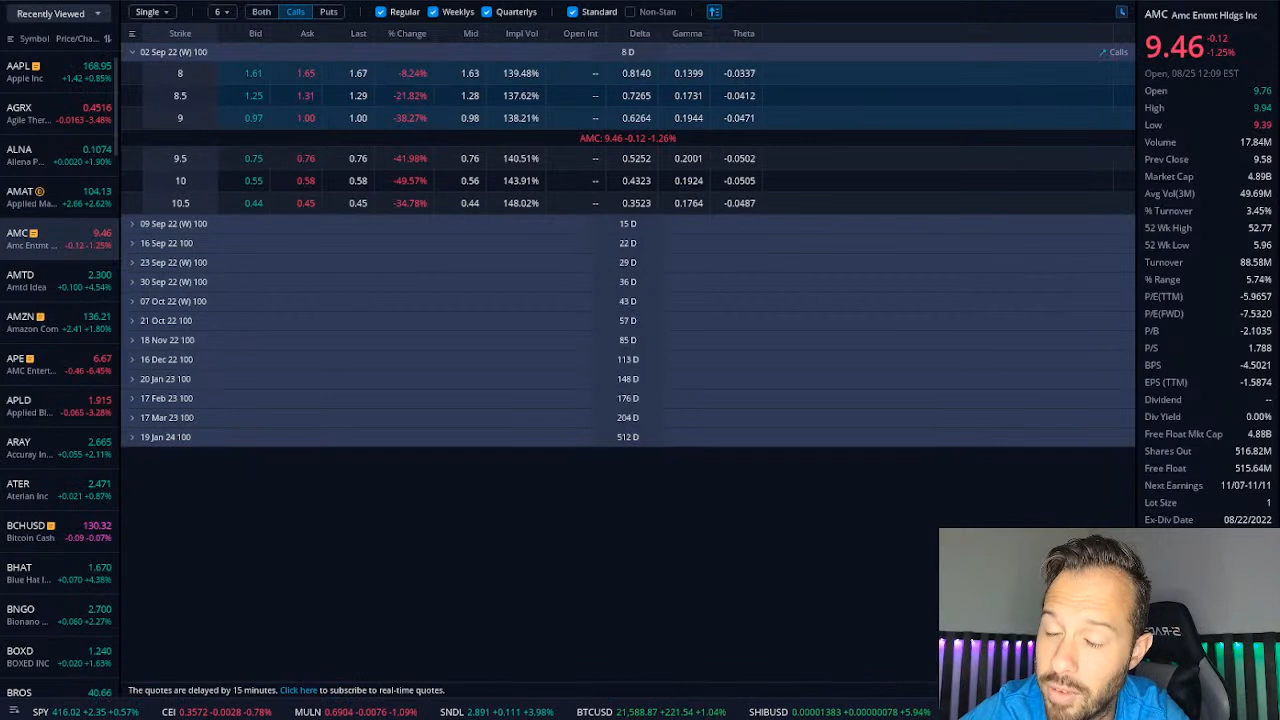 Recently Viewed
Single 6 Both Calls Puts Regular Weeklys Quarterlys Standard Non-Stan
Symbol Price/Cha...
Strike Bid Ask Last % Change Mid Impl Vol Open Int Delta Gamma Theta
02 Sep 22 (W) 100 8 D Calls
8 1.61 1.65 1.67 -8.24% 1.63 139.48% -- 0.8140 0.1399 -0.0337
8.5 1.25 1.31 1.29 -21.82% 1.28 137.62% -- 0.7265 0.1731 -0.0412
9 0.97 1.00 1.00 -38.27% 0.98 138.21% -- 0.6264 0.1944 -0.0471
AMC: 9.46 -0.12 -1.26%
9.5 0.75 0.76 0.76 -41.98% 0.76 140.51% -- 0.5252 0.2001 -0.0502
10 0.55 0.58 0.58 -49.57% 0.56 143.91% -- 0.4323 0.1924 -0.0505
10.5 0.44 0.45 0.45 -34.78% 0.44 148.02% -- 0.3523 0.1764 -0.0487
09 Sep 22 (W) 100 15 D
16 Sep 22 100 22 D
23 Sep 22 (W) 100 29 D
30 Sep 22 (W) 100 36 D
07 Oct 22 (W) 100 43 D
21 Oct 22 100 57 D
18 Nov 22 100 85 D
16 Dec 22 100 113 D
20 Jan 23 100 148 D
17 Feb 23 100 176 D
17 Mar 23 100 204 D
19 Jan 24 100 512 D
AAPL 168.95
Apple Inc +1.42 +0.85%
AGRX 0.4516
Agile Ther... -0.0163 -3.48%
ALNA 0.1074
Allena P... +0.0020 +1.90%
AMAT 104.13
Applied Ma... +2.66 +2.62%
AMC 9.46
Amc Entmt ... -0.12 -1.25%
AMTD 2.300
Amtd Idea +0.100 +4.54%
AMZN 136.21
Amazon Com +2.41 +1.80%
APE 6.67
AMC Entert... -0.46 -6.45%
APLD 1.915
Applied Bl... -0.065 -3.28%
ARAY 2.665
Accuray In... +0.055 +2.11%
ATER 2.471
Aterian Inc +0.021 +0.87%
BCHUSD 130.32
Bitcoin Cash -0.09 -0.07%
BHAT 1.670
Blue Hat I... +0.070 +4.38%
BNGO 2.700
Bionano ... +0.060 +2.27%
BOXD 1.240
BOXED INC +0.020 +1.63%
BROS 40.66
AMC Amc Entmt Hldgs Inc
9.46 -0.12
-1.25%
Open, 08/25 12:09 EST
Open 9.76
High 9.94
Low 9.39
Volume 17.84M
Prev Close 9.58
Market Cap 4.89B
Avg Vol(3M) 49.69M
% Turnover 3.45%
52 Wk High 52.77
52 Wk Low 5.96
Turnover 88.58M
% Range 5.74%
P/E(TTM) -5.9657
P/E(FWD) -7.5320
P/B -2.1035
P/S 1.788
BPS -4.5021
EPS (TTM) -1.5874
Dividend --
Div Yield 0.00%
Free Float Mkt Cap 4.88B
Shares Out 516.82M
Free Float 515.64M
Next Earnings 11/07-11/11
Lot Size 1
Ex-Div Date 08/22/2022
The quotes are delayed by 15 minutes. Click here to subscribe to real-time quotes.
SPY 416.02 +2.35 +0.57% CEI 0.3572 -0.0028 -0.78% MULN 0.6904 -0.0076 -1.09% SNDL 2.891 +0.111 +3.98% BTCUSD 21,588.87 +221.54 +1.04% SHIBUSD 0.00001383 +0.00000078 +5.94%